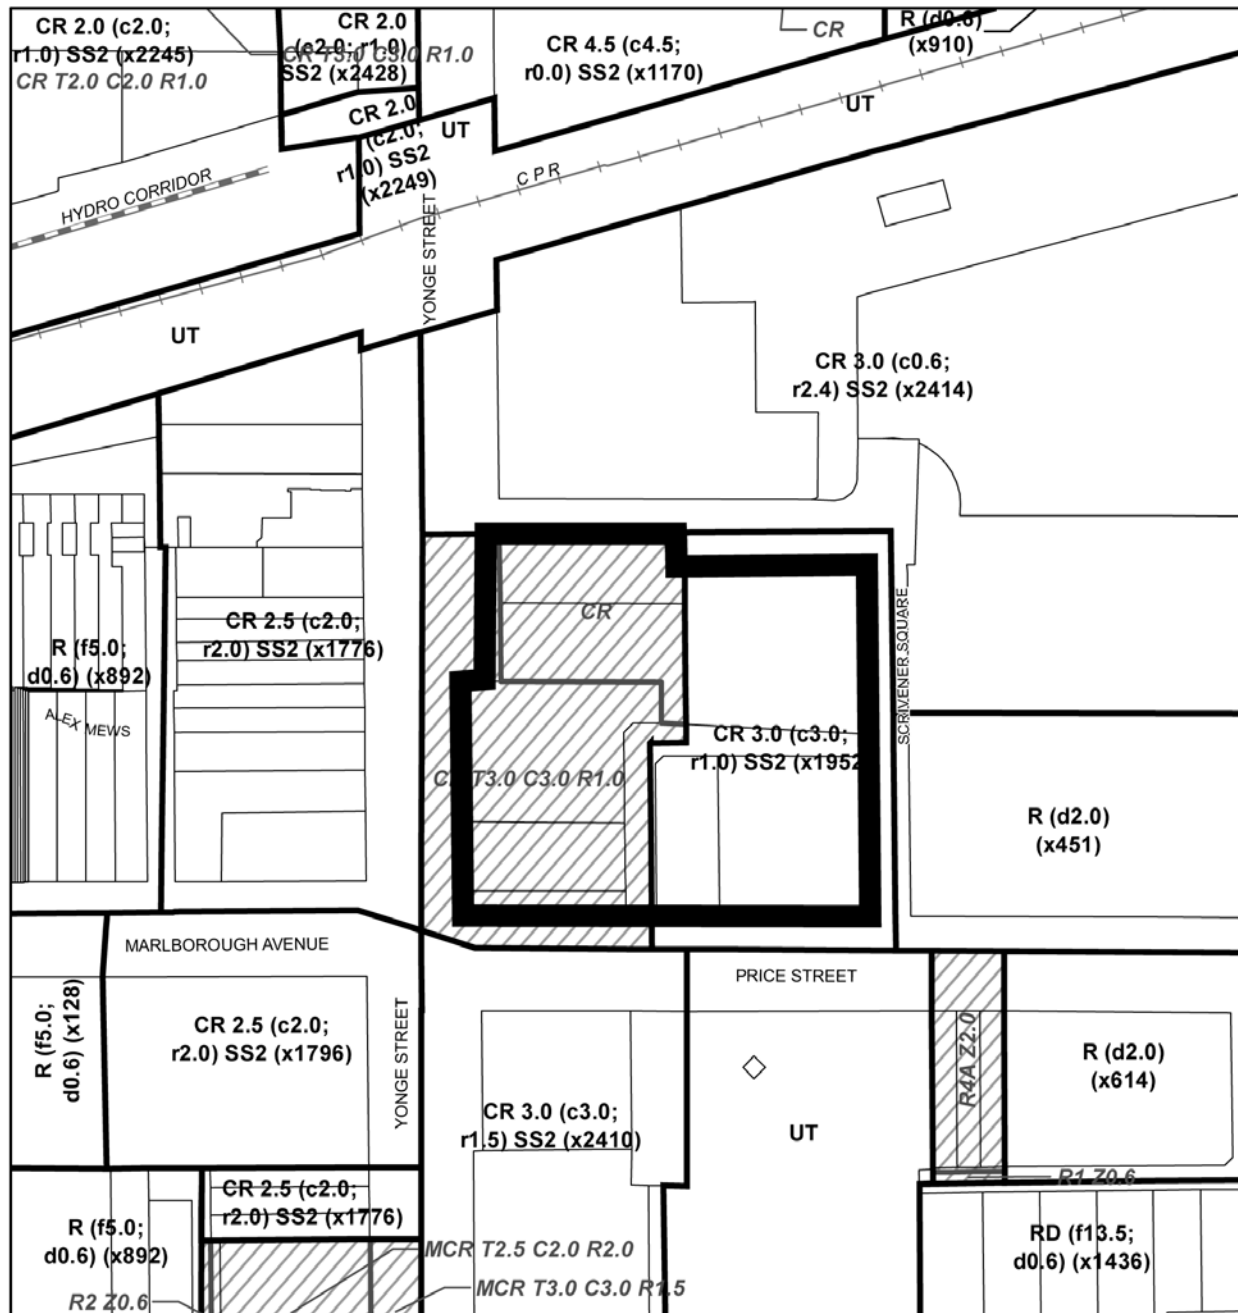 CR 2.0 (c2.0;
r1.0) SS2 (x2245)
CR T2.0 C2.0 R1.0
CR 2.0
(c2.0; r1.0)
SS2 (x2428)
CR T3.0 C3.0 R1.0
CR 4.5 (c4.5;
r0.0) SS2 (x1170)
CR
R (d0.6)
(x910)
CR 2.0
(c2.0;
r1.0) SS2
(x2249)
UT
UT
CPR
HYDRO CORRIDOR
YONGE STREET
UT
CR 3.0 (c0.6;
r2.4) SS2 (x2414)
R (f5.0;
d0.6) (x892)
ALEX MEWS
CR 2.5 (c2.0;
r2.0) SS2 (x1776)
CR
SCRIVENER SQUARE
CR 3.0 (c3.0;
r1.0) SS2 (x1952
CR T3.0 C3.0 R1.0
R (d2.0)
(x451)
MARLBOROUGH AVENUE
PRICE STREET
R (f5.0;
d0.6) (x128)
CR 2.5 (c2.0;
r2.0) SS2 (x1796)
YONGE STREET
CR 3.0 (c3.0;
r1.5) SS2 (x2410)
UT
R4A Z2.0
R (d2.0)
(x614)
R1 Z0.6
CR 2.5 (c2.0;
r2.0) SS2 (x1776)
R (f5.0;
d0.6) (x892)
MCR T2.5 C2.0 R2.0
MCR T3.0 C3.0 R1.5
R2 Z0.6
RD (f13.5;
d0.6) (x1436)